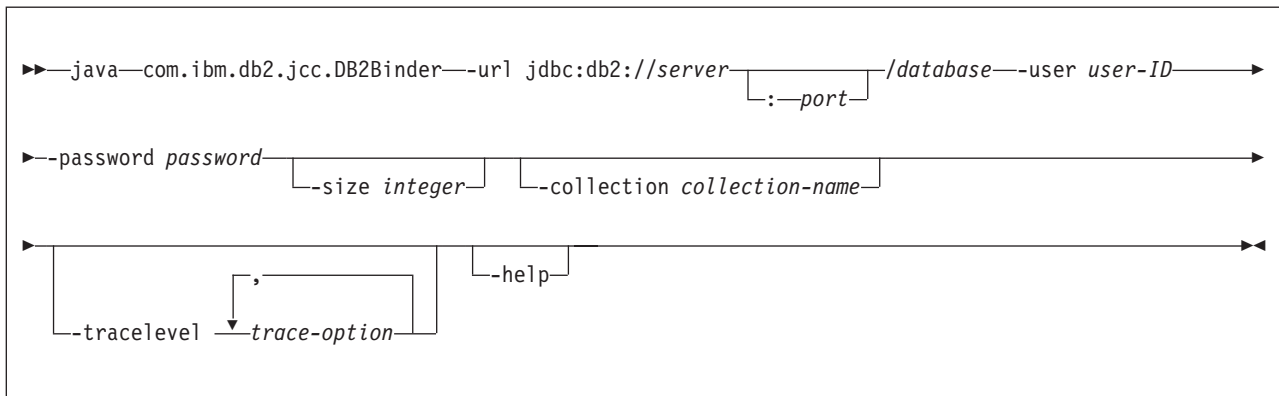 java com.ibm.db2.jcc.DB2Binder -url jdbc:db2://server /database -user user-ID
: port
-password password
-size integer -collection collection-name
,
-help
-tracelevel trace-option